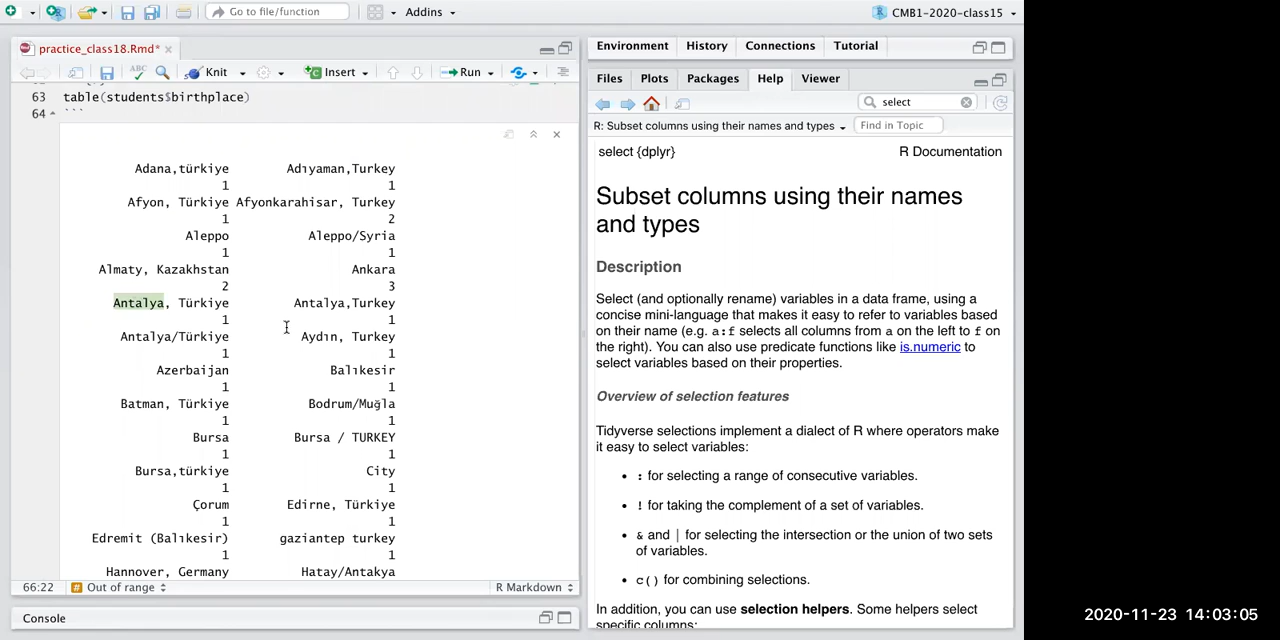 Go to file/function
Addins
CMB1-2020-class15
practice_class18.Rmd*
Environment History Connections Tutorial
Files Plots Packages Help Viewer
ABC Knit Insert Run
select
R: Subset columns using their names and types
Find in Topic
63 table(students$birthplace)
64 ```
select {dplyr} R Documentation
Adana,türkiye Adıyaman,Turkey
1 1
Afyon, Türkiye Afyonkarahisar, Turkey
1 2
Aleppo Aleppo/Syria
1 1
Almaty, Kazakhstan Ankara
2 3
Antalya, Türkiye Antalya,Turkey
1 1
Antalya/Türkiye Aydın, Turkey
1 1
Azerbaijan Balıkesir
1 1
Batman, Türkiye Bodrum/Muğla
1 1
Bursa Bursa / TURKEY
1 1
Bursa,türkiye City
1 1
Çorum Edirne, Türkiye
1 1
Edremit (Balıkesir) gaziantep turkey
1 1
Hannover, Germany Hatay/Antakya
66:22 # Out of range R Markdown
Console
Subset columns using their names
and types
Description
Select (and optionally rename) variables in a data frame, using a
concise mini-language that makes it easy to refer to variables based
on their name (e.g. a:f selects all columns from a on the left to f on
the right). You can also use predicate functions like is.numeric to
select variables based on their properties.
Overview of selection features
Tidyverse selections implement a dialect of R where operators make
it easy to select variables:
• : for selecting a range of consecutive variables.
• ! for taking the complement of a set of variables.
• & and | for selecting the intersection or the union of two sets
of variables.
• c() for combining selections.
In addition, you can use selection helpers. Some helpers select
specific columns:
2020-11-23 14:03:05